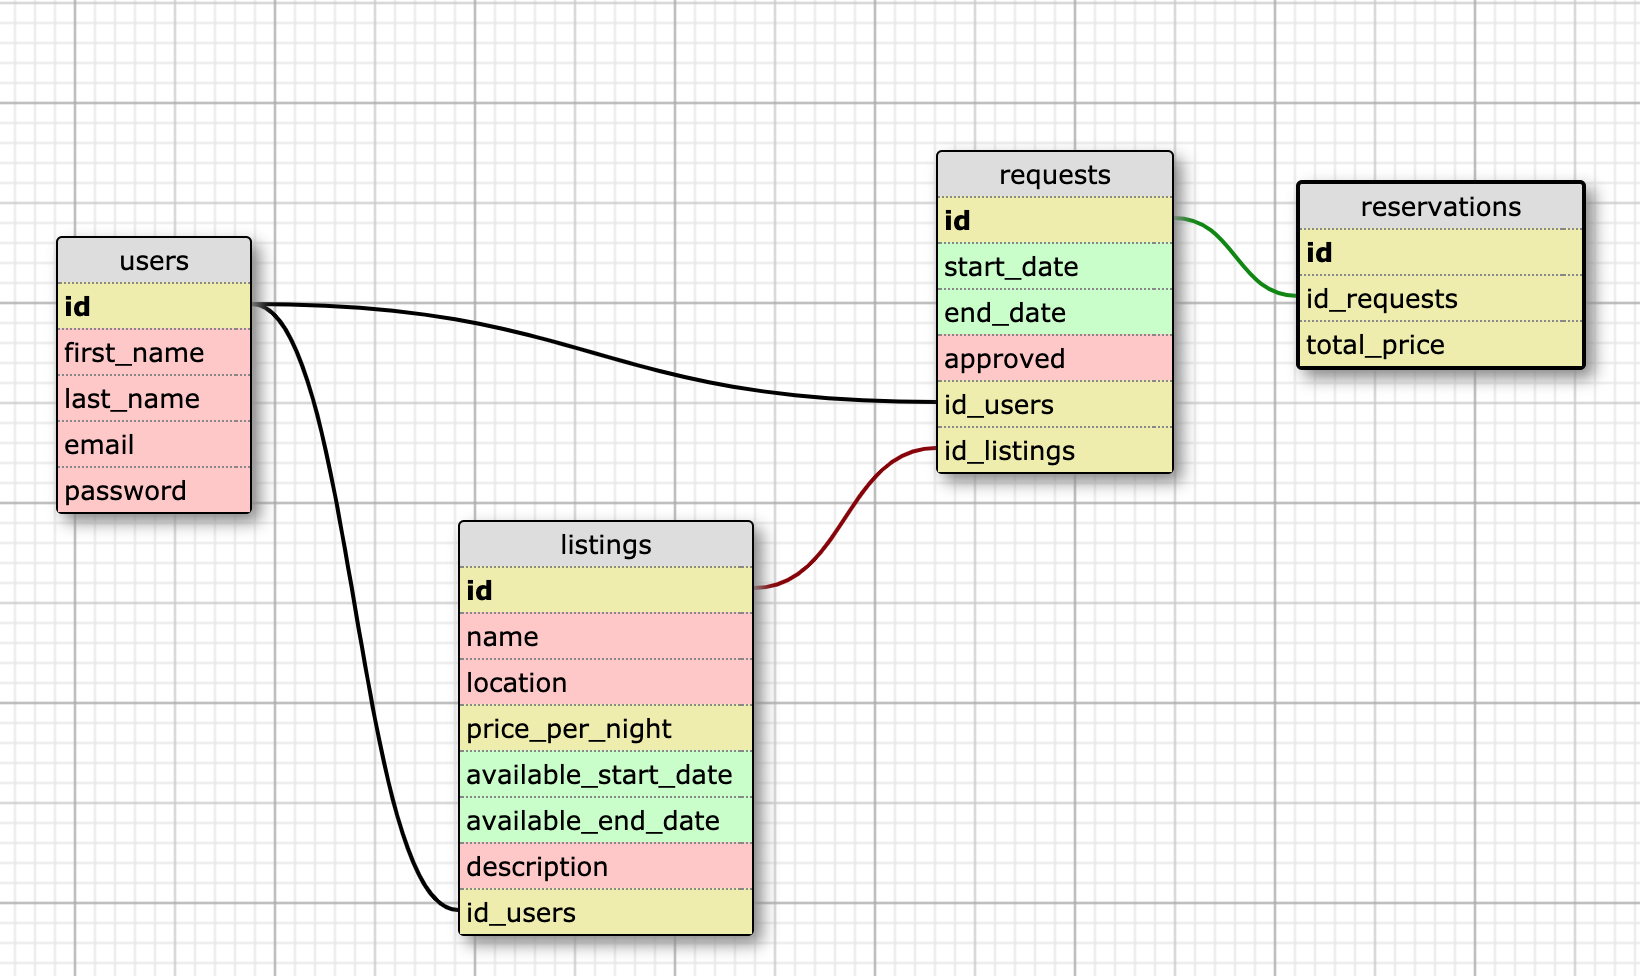 users
id
first_name
last_name
email
password
listings
id
name
location
price_per_night
available_start_date
available_end_date
description
id_users
requests
id
start_date
end_date
approved
id_users
id_listings
reservations
id
id_requests
total_price